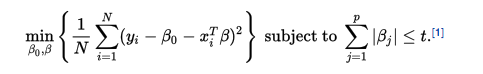 min_{β₀,β} { 1/N ∑_{i=1}^{N} (y_i − β₀ − x_i^T β)² } subject to ∑_{j=1}^{p} |β_j| ≤ t.[1]